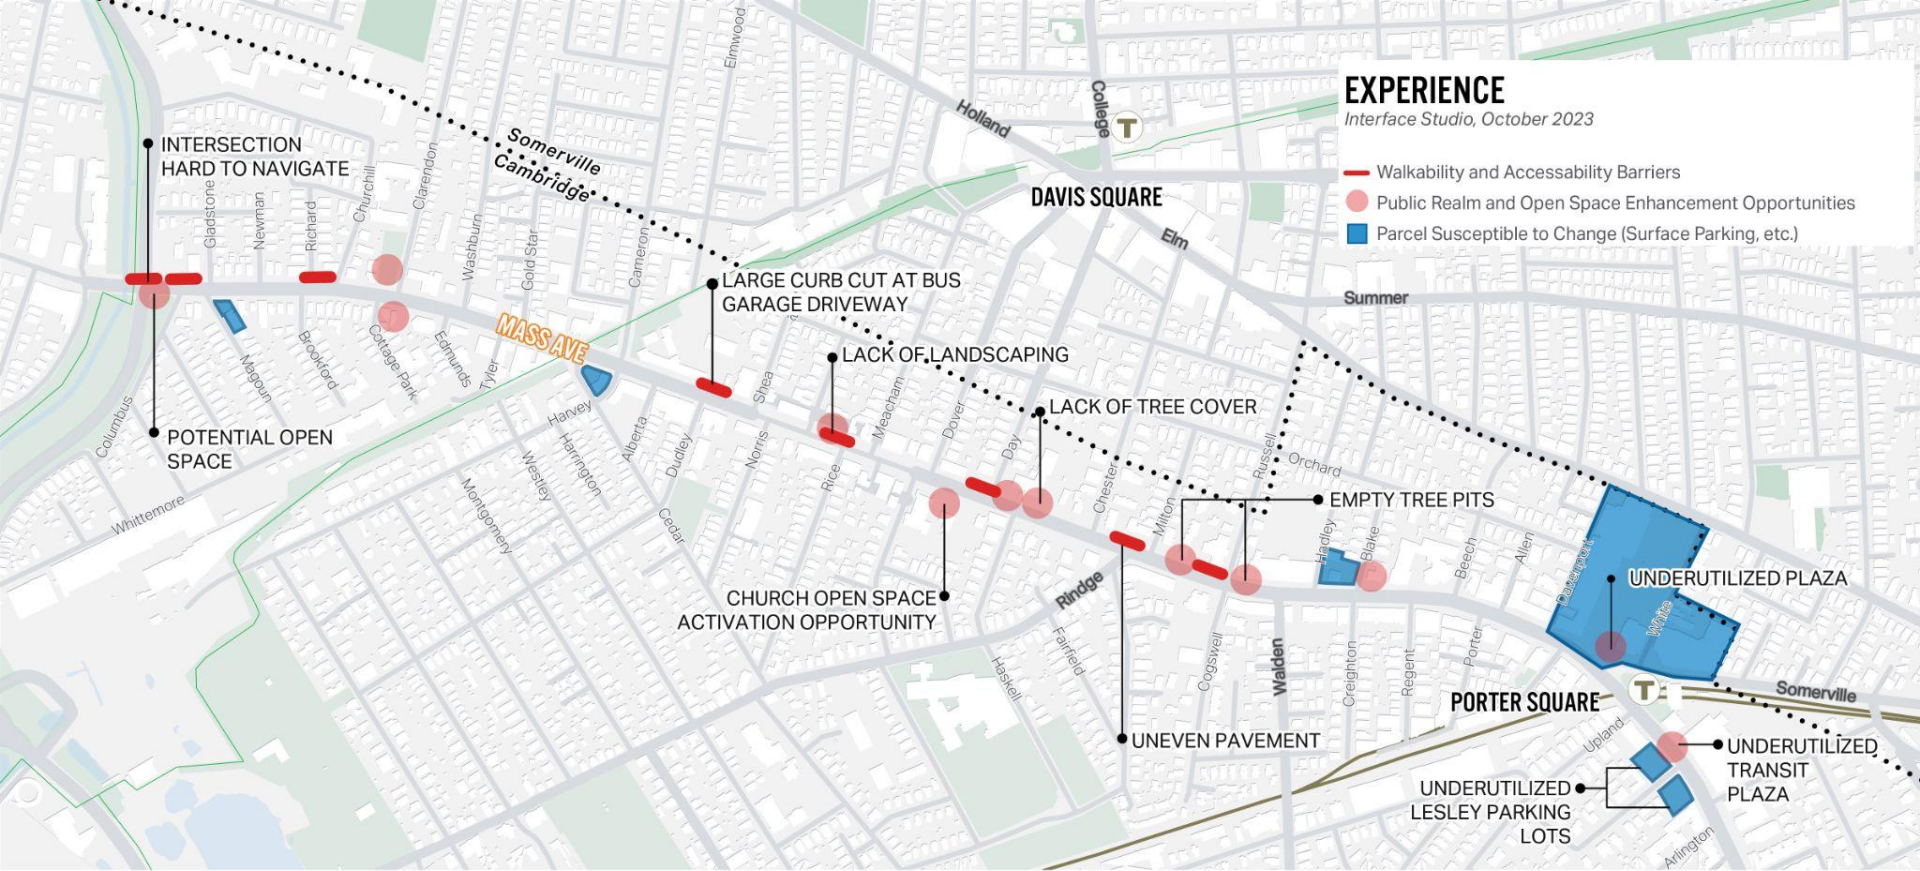 EXPERIENCE
Interface Studio, October 2023
Walkability and Accessability Barriers
Public Realm and Open Space Enhancement Opportunities
Parcel Susceptible to Change (Surface Parking, etc.)
Elmwood
College
T
Holland
Somerville
Cambridge
INTERSECTION
HARD TO NAVIGATE
Gladstone
Newman
Richard
Churchill
Clarendon
Washburn
Gold Star
Cameron
DAVIS SQUARE
Elm
Summer
LARGE CURB CUT AT BUS
GARAGE DRIVEWAY
MASS AVE
LACK OF LANDSCAPING
LACK OF TREE COVER
Columbus
POTENTIAL OPEN
SPACE
Magoun
Brookford
Cottage Park
Edmunds
Tyler
Harvey
Whittemore
Montgomery
Westley
Harrington
Alberta
Dudley
Cedar
Shea
Norris
Rice
Meacham
Dover
Day
Chester
Milton
Russell
Orchard
EMPTY TREE PITS
Hadley
Blake
Beech
Allen
Davenport
White
UNDERUTILIZED PLAZA
CHURCH OPEN SPACE
ACTIVATION OPPORTUNITY
Rindge
Haskell
Fairfield
Cogswell
Walden
Creighton
Regent
Porter
PORTER SQUARE
T
Somerville
UNEVEN PAVEMENT
Upland
UNDERUTILIZED
TRANSIT
PLAZA
UNDERUTILIZED
LESLEY PARKING
LOTS
Arlington